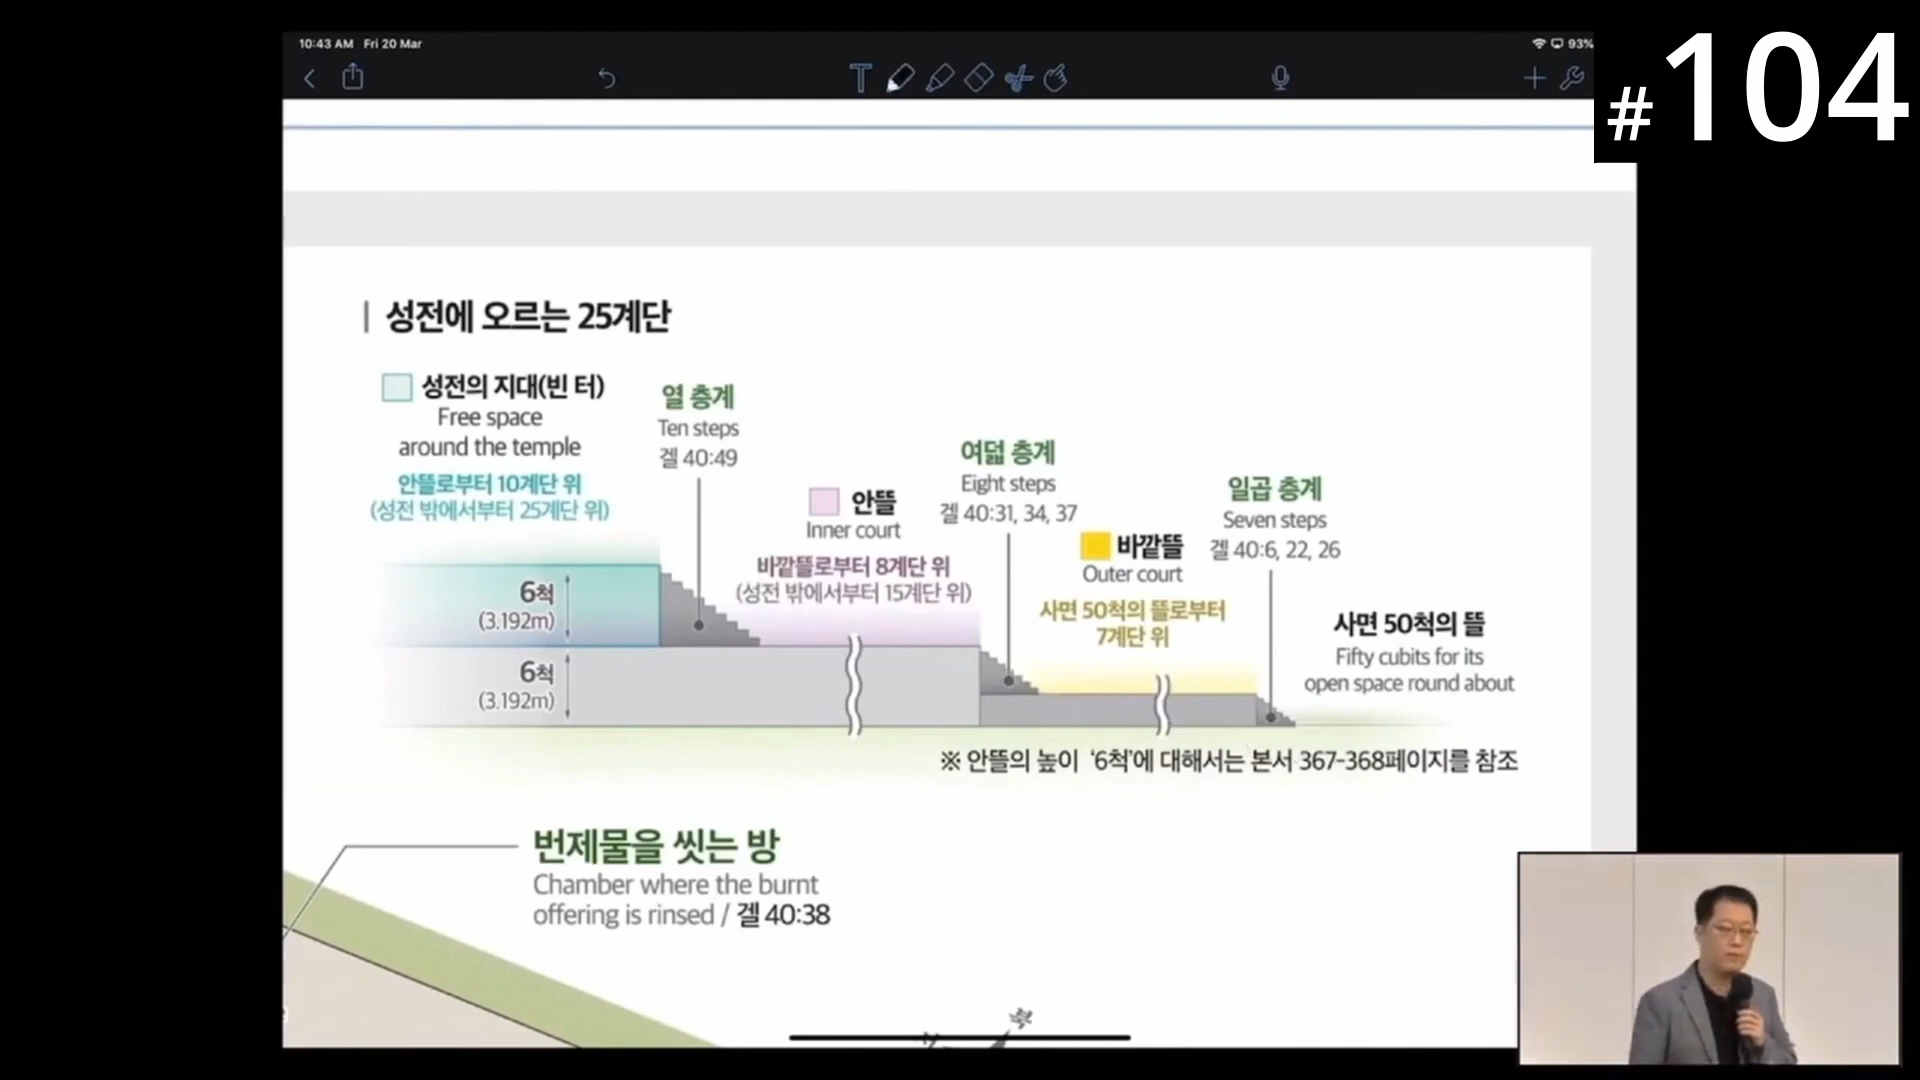 10:43 AM Fri 20 Mar
93%
#104
성전에 오르는 25계단
성전의 지대(빈 터)
Free space
around the temple
안뜰로부터 10계단 위
(성전 밖에서부터 25계단 위)
열 층계
Ten steps
겔 40:49
안뜰
Inner court
바깥뜰로부터 8계단 위
(성전 밖에서부터 15계단 위)
여덟 층계
Eight steps
겔 40:31, 34, 37
바깥뜰
Outer court
사면 50척의 뜰로부터
7계단 위
일곱 층계
Seven steps
겔 40:6, 22, 26
사면 50척의 뜰
Fifty cubits for its
open space round about
6척
(3.192m)
6척
(3.192m)
※ 안뜰의 높이 ‘6척’에 대해서는 본서 367-368페이지를 참조
번제물을 씻는 방
Chamber where the burnt
offering is rinsed / 겔 40:38